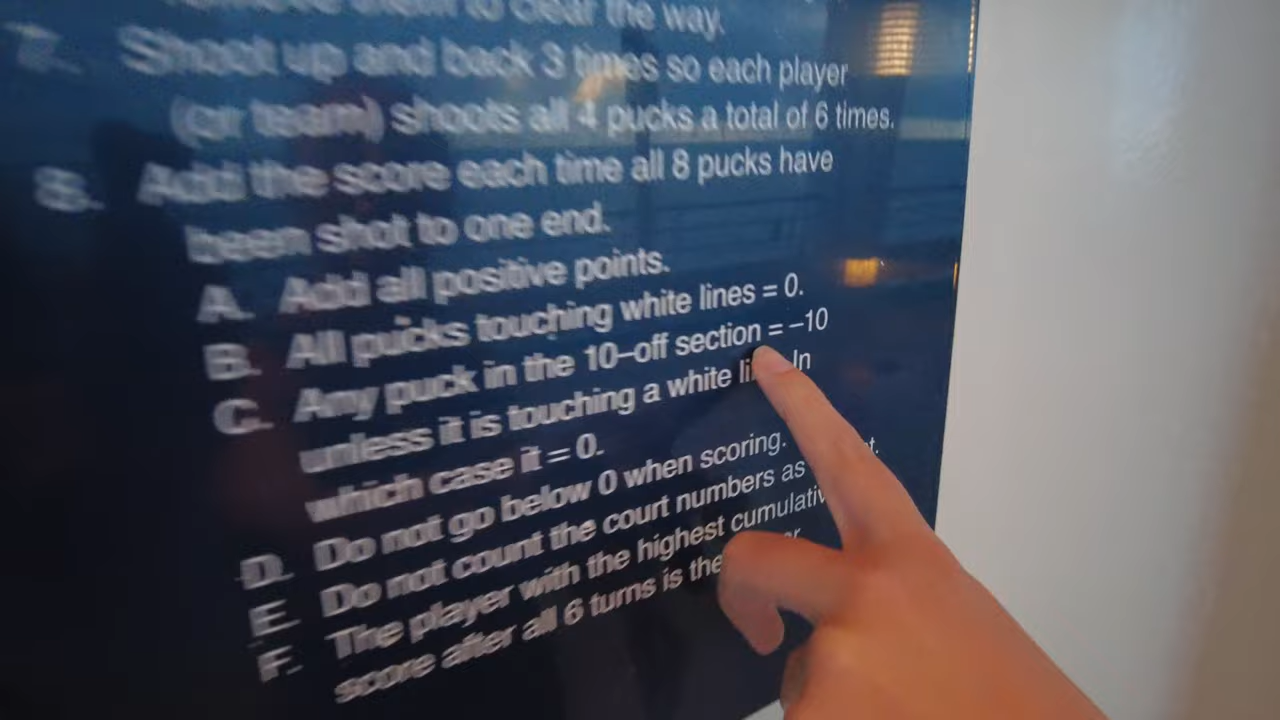 to clear the way.
7. Shoot up and back 3 times so each player
(or team) shoots all 4 pucks a total of 6 times.
8. Add the score each time all 8 pucks have
been shot to one end.
A. Add all positive points.
B. All pucks touching white lines = 0.
C. Any puck in the 10–off section = –10
unless it is touching a white In
which case it = 0.
D. Do not go below 0 when scoring.
E. Do not count the court numbers as
F. The player with the highest
score after all 6 turns is the